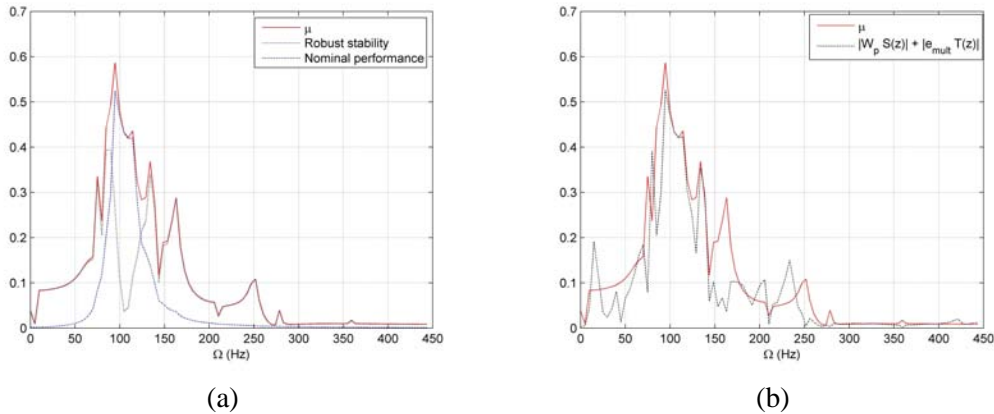 0.7
0.6
0.5
0.4
0.3
0.2
0.1
0
0 50 100 150 200 250 300 350 400 450
Ω (Hz)
μ
Robust stability
Nominal performance
(a)
0.7
0.6
0.5
0.4
0.3
0.2
0.1
0
0 50 100 150 200 250 300 350 400 450
Ω (Hz)
μ
|W_p S(z)| + |e_mult T(z)|
(b)